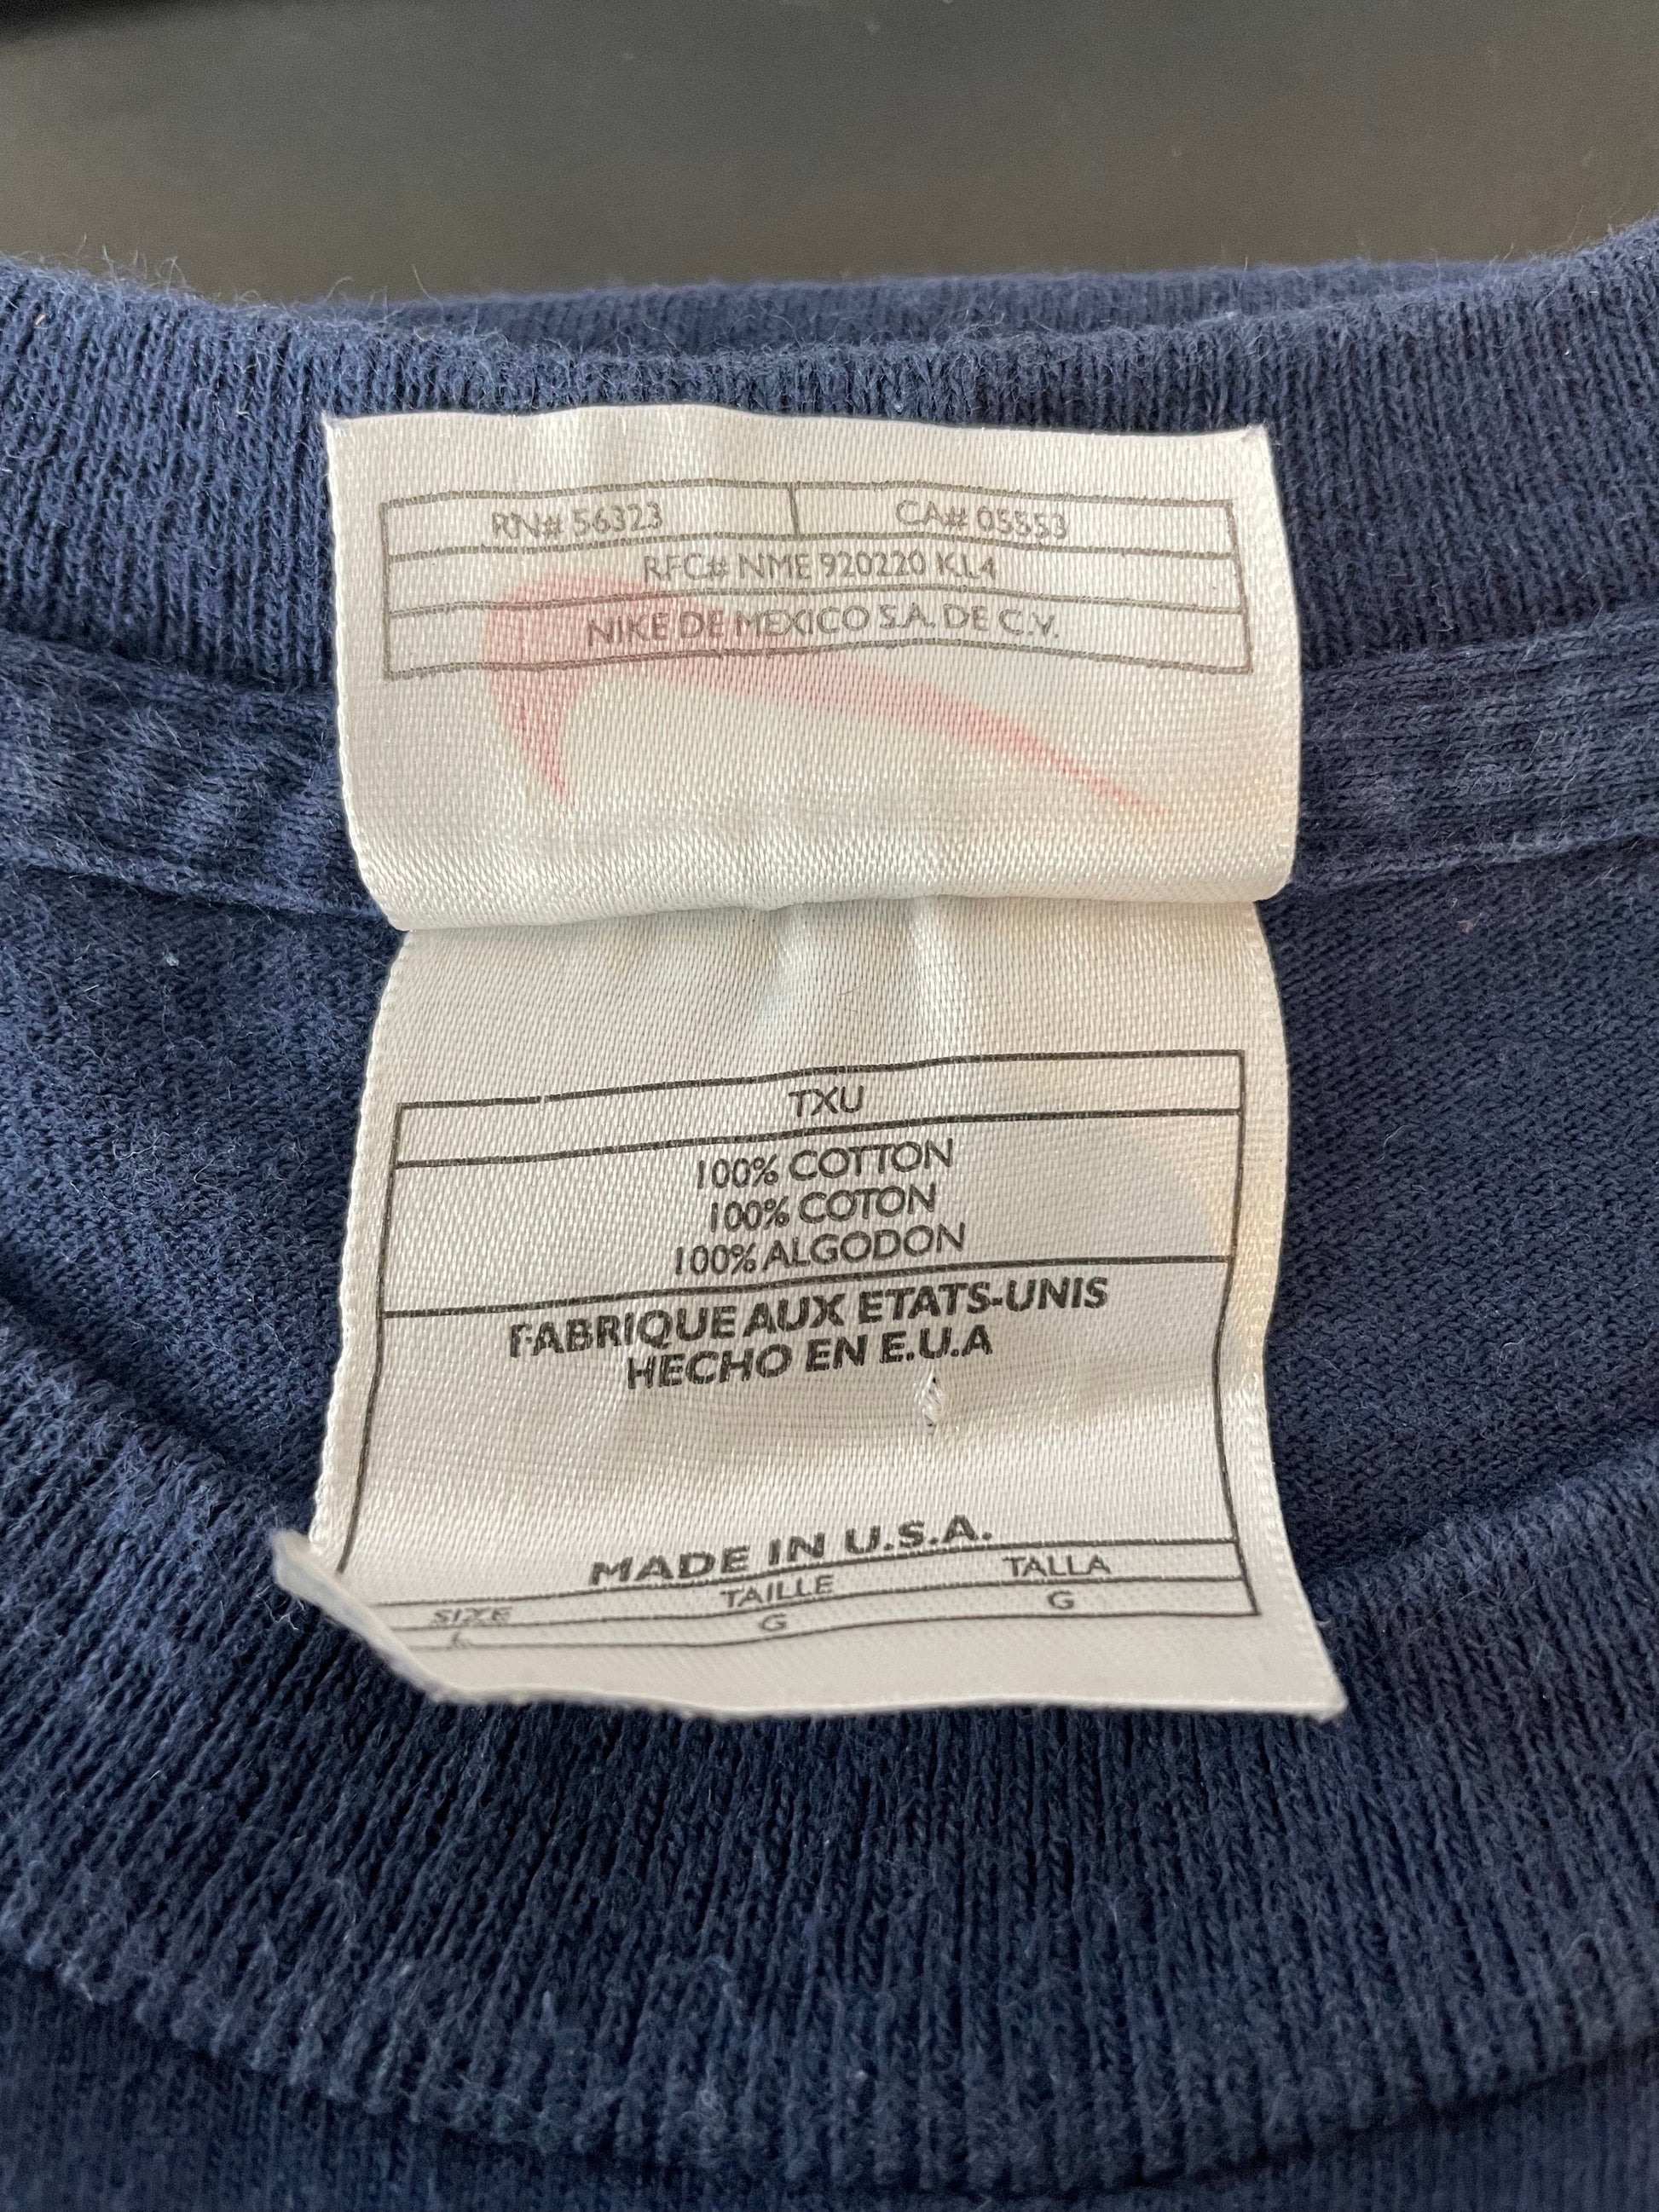 RN# 56323 CA# 05553
RFC# NME 920220 KL4
NIKE DE MEXICO S.A. DE C.V.
TXU
100% COTTON
100% COTON
100% ALGODON
FABRIQUE AUX ETATS-UNIS
HECHO EN E.U.A
MADE IN U.S.A.
SIZE TAILLE TALLA
L G G